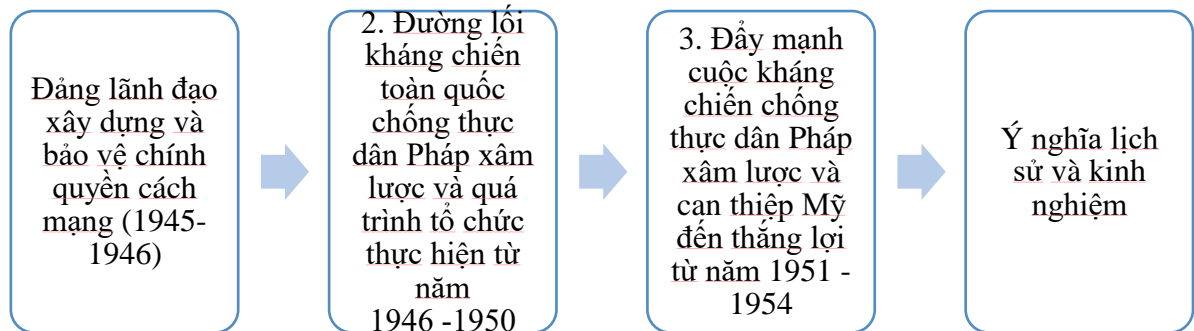 Đảng lãnh đạo
xây dựng và
bảo vệ chính
quyền cách
mạng (1945-
1946)
2. Đường lối
kháng chiến
toàn quốc
chống thực
dân Pháp xâm
lược và quá
trình tổ chức
thực hiện từ
năm
1946 -1950
3. Đẩy mạnh
cuộc kháng
chiến chống
thực dân Pháp
xâm lược và
can thiệp Mỹ
đến thắng lợi
từ năm 1951 -
1954
Ý nghĩa lịch
sử và kinh
nghiệm